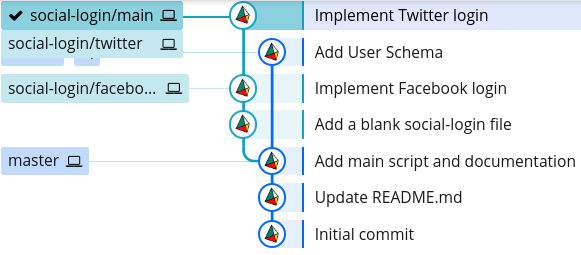 social-login/main Implement Twitter login
social-login/twitter
Add User Schema
social-login/facebo... Implement Facebook login
Add a blank social-login file
master Add main script and documentation
Update README.md
Initial commit